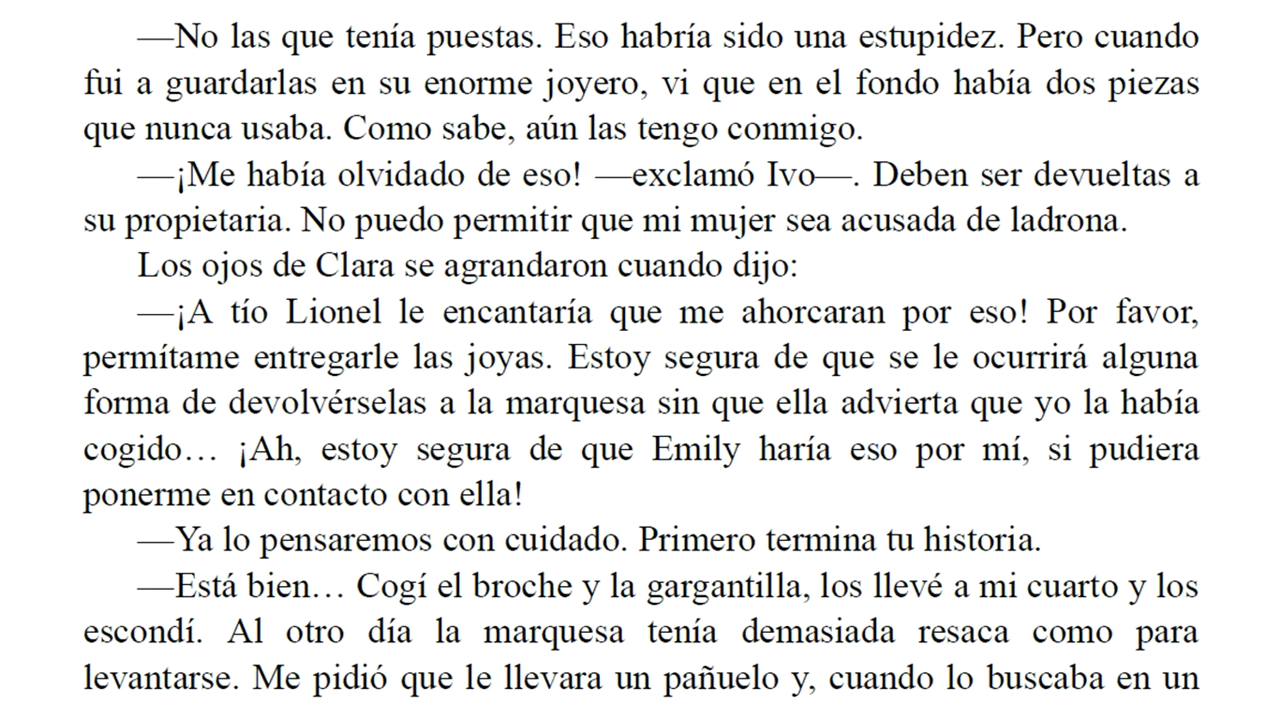 —No las que tenía puestas. Eso habría sido una estupidez. Pero cuando
fui a guardarlas en su enorme joyero, vi que en el fondo había dos piezas
que nunca usaba. Como sabe, aún las tengo conmigo.
—¡Me había olvidado de eso! —exclamó Ivo—. Deben ser devueltas a
su propietaria. No puedo permitir que mi mujer sea acusada de ladrona.
Los ojos de Clara se agrandaron cuando dijo:
—¡A tío Lionel le encantaría que me ahorcaran por eso! Por favor,
permítame entregarle las joyas. Estoy segura de que se le ocurrirá alguna
forma de devolvérselas a la marquesa sin que ella advierta que yo la había
cogido… ¡Ah, estoy segura de que Emily haría eso por mí, si pudiera
ponerme en contacto con ella!
—Ya lo pensaremos con cuidado. Primero termina tu historia.
—Está bien… Cogí el broche y la gargantilla, los llevé a mi cuarto y los
escondí. Al otro día la marquesa tenía demasiada resaca como para
levantarse. Me pidió que le llevara un pañuelo y, cuando lo buscaba en un